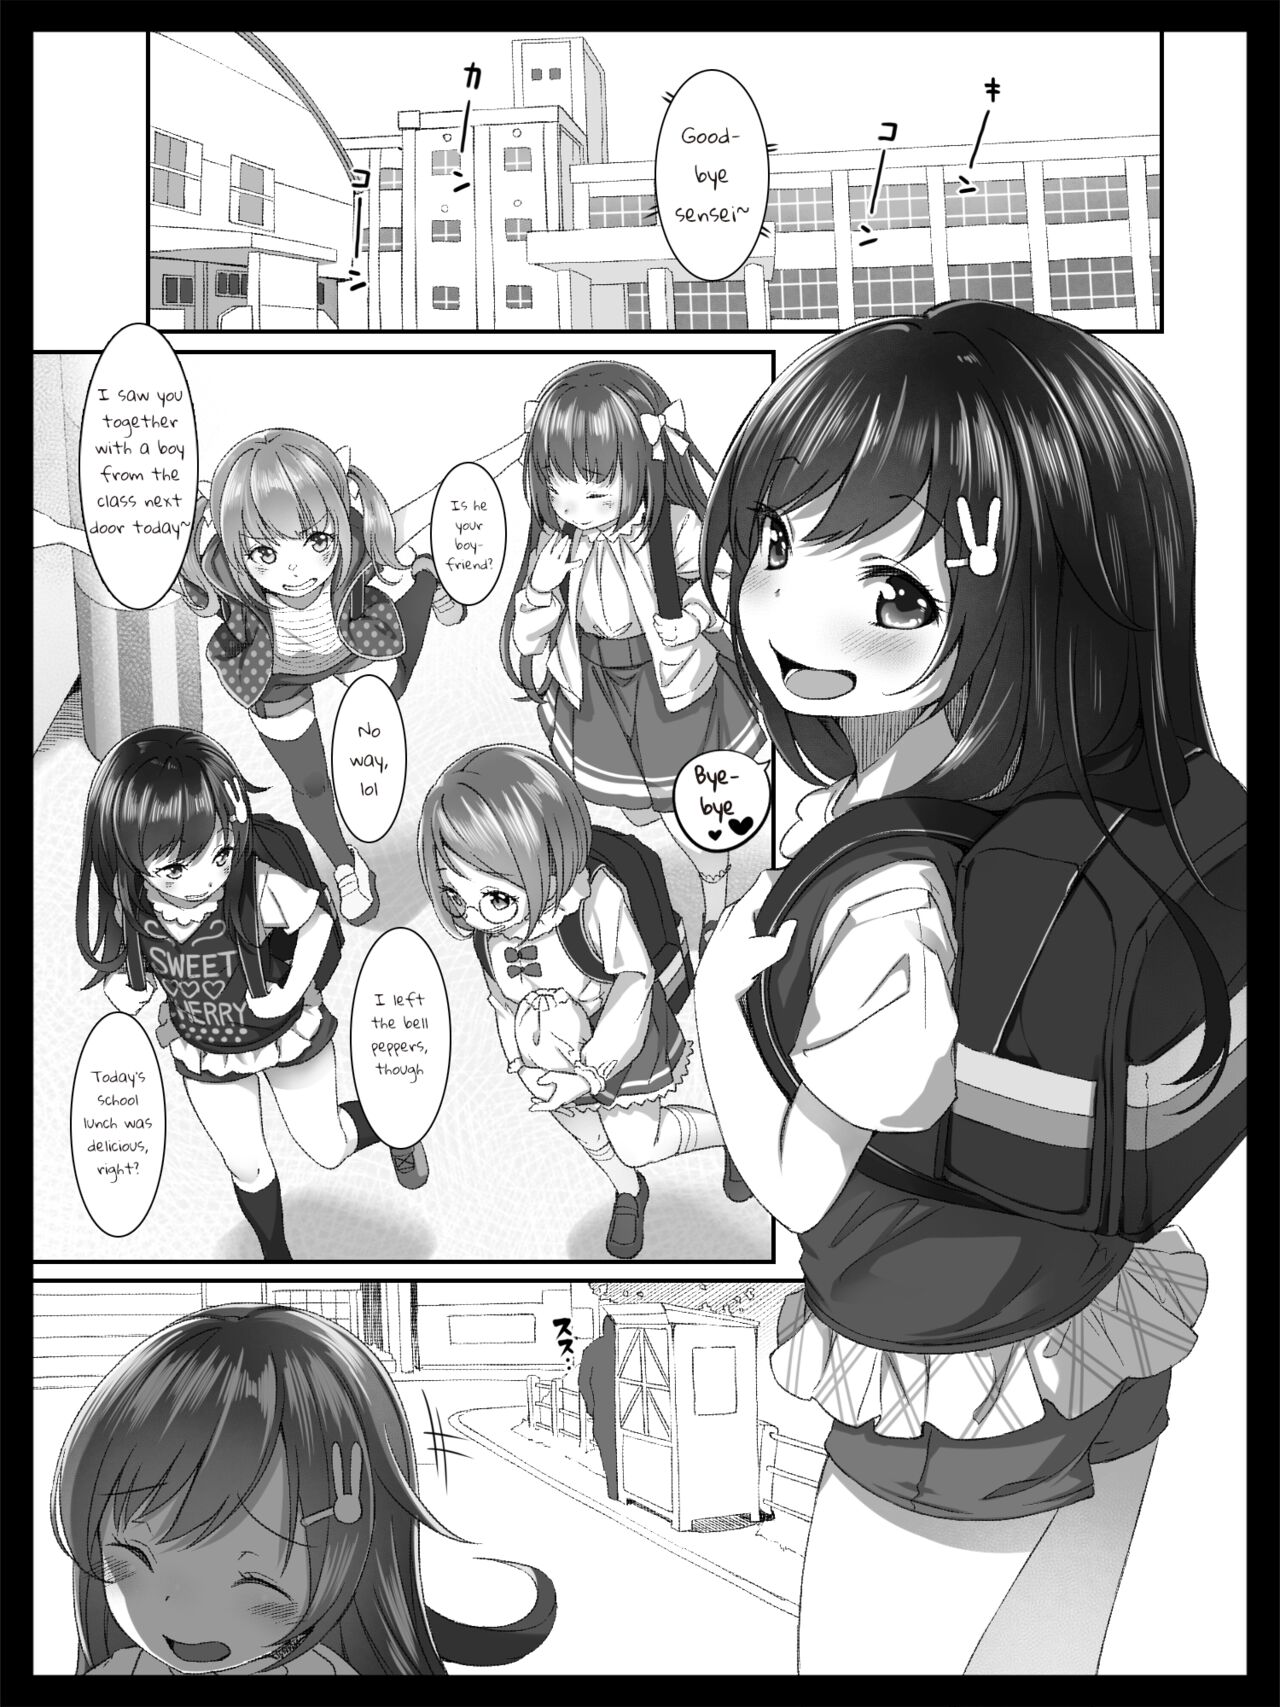 キーン
コーン
カーン
コーン
Good-
bye
sensei~
I saw you
together
with a boy
from the
class next
door today~
Is he
your
boy-
friend?
No
way,
lol
Bye-
bye
SWEET
CHERRY
I left
the bell
peppers,
though
Today's
school
lunch was
delicious,
right?
スス…